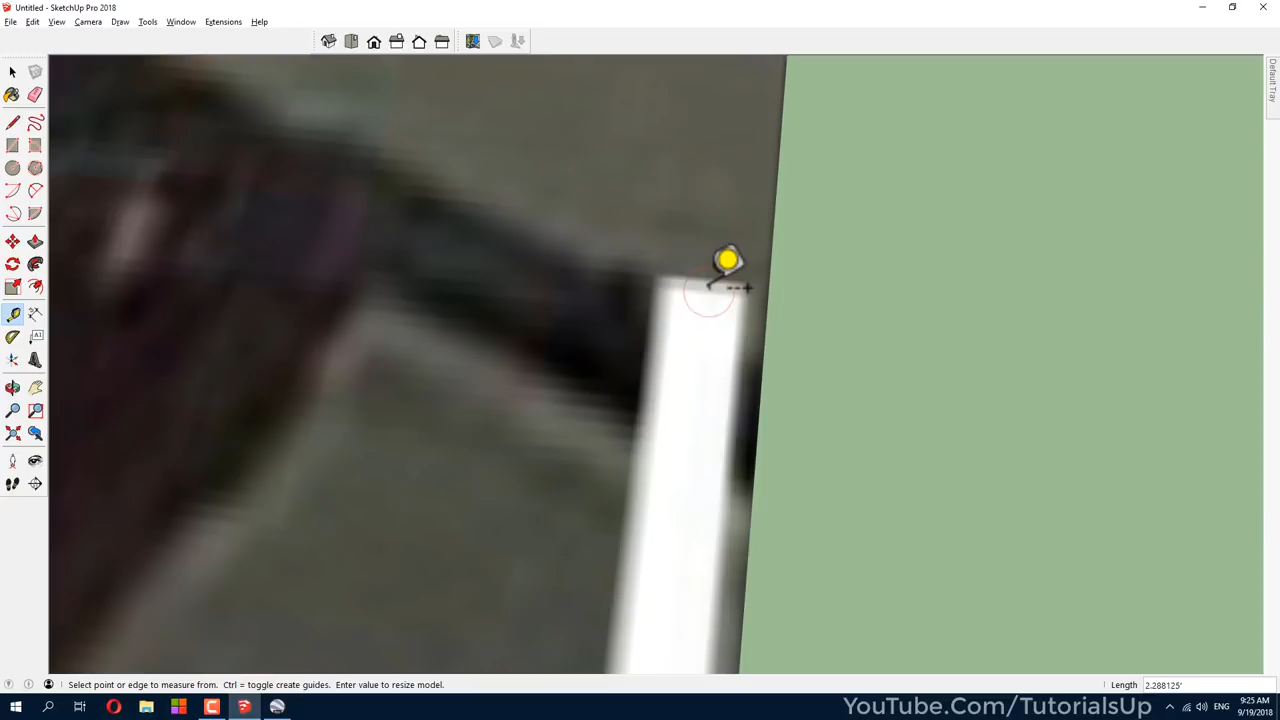 Untitled - SketchUp Pro 2018
File Edit View Camera Draw Tools Window Extensions Help
Default Tray
A1
Select point or edge to measure from. Ctrl = toggle create guides. Enter value to resize model.
Length 2.288125'
ENG
9:25 AM
9/19/2018
YouTube.Com/TutorialsUp